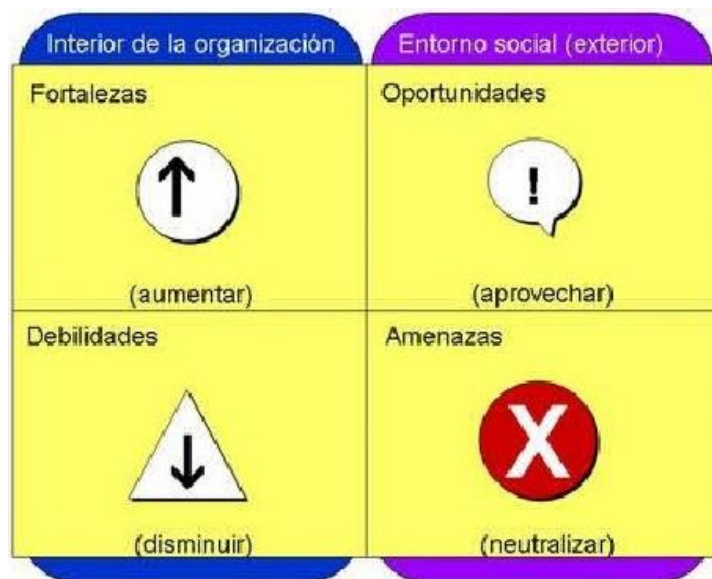 Interior de la organización
Entorno social (exterior)
Fortalezas
Oportunidades
!
(aumentar)
(aprovechar)
Debilidades
Amenazas
X
(disminuir)
(neutralizar)